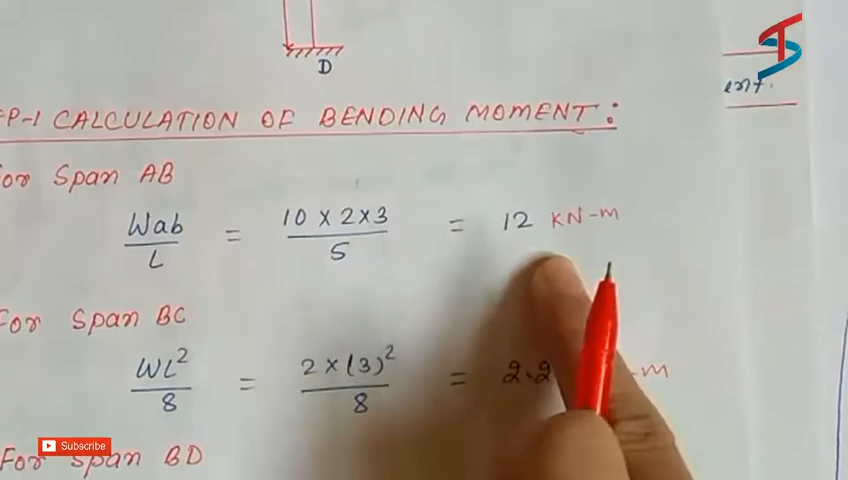 D
ent.
P-1 CALCULATION OF BENDING MOMENT:
For Span AB
Wab/L = 10 x 2 x 3/5 = 12 KN-m
For Span BC
WL²/8 = 2 x (3)²/8 = 2.2 -m
Subscribe
For Span BD